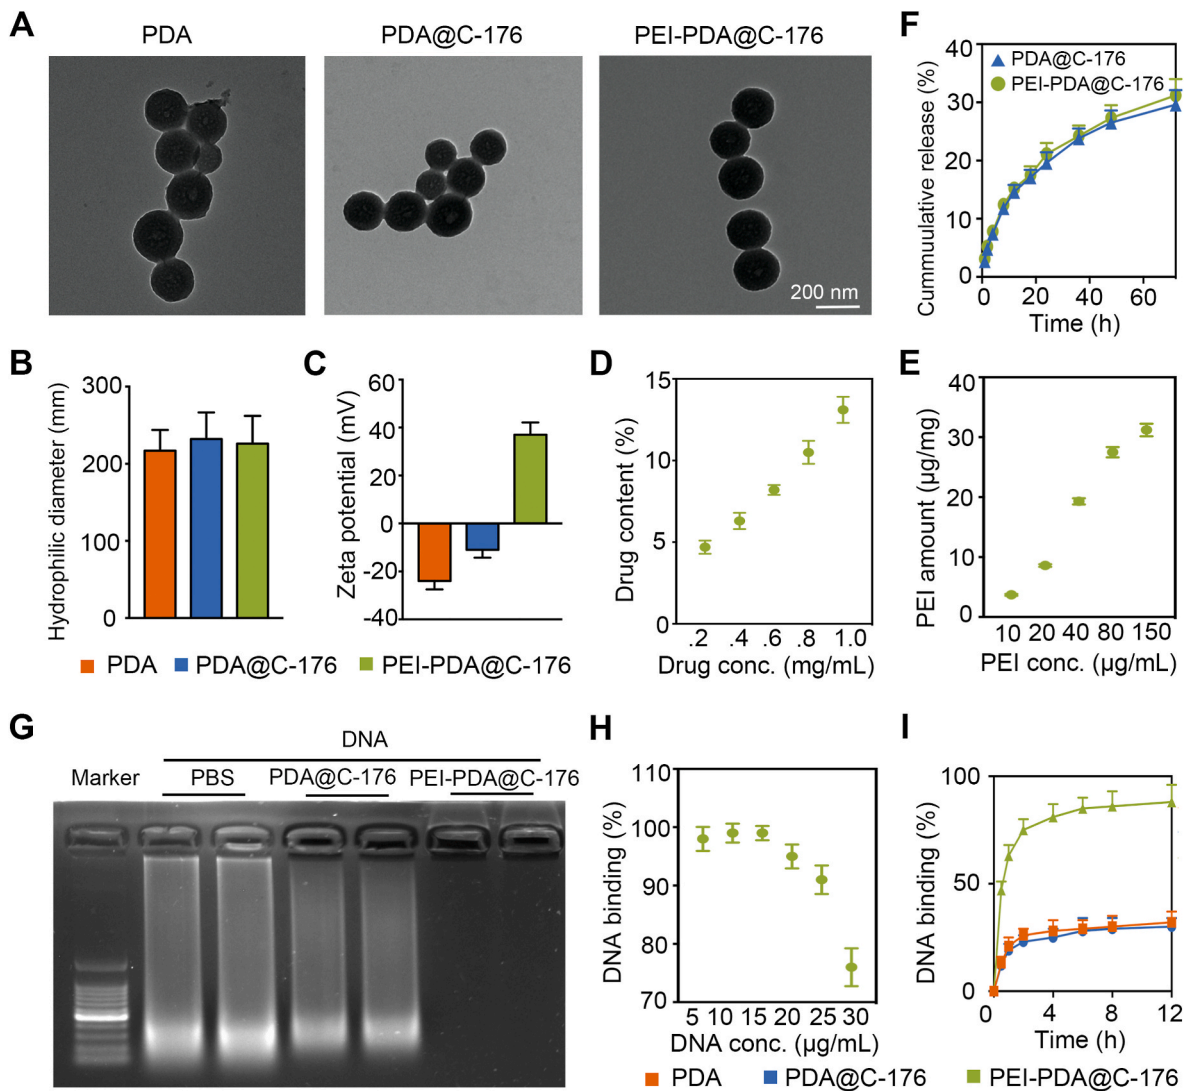 A
PDA
PDA@C-176
PEI-PDA@C-176
200 nm
F
Cummulative release (%)
40
30
20
10
0
PDA@C-176
PEI-PDA@C-176
0 20 40 60
Time (h)
B
Hydrophilic diameter (mm)
300
200
100
0
C
Zeta potential (mV)
60
40
20
0
-20
-40
PDA
PDA@C-176
PEI-PDA@C-176
D
Drug content (%)
15
10
5
0
.2 .4 .6 .8 1.0
Drug conc. (mg/mL)
E
PEI amount (µg/mg)
40
30
20
10
0
10 20 40 80 150
PEI conc. (µg/mL)
G
DNA
Marker
PBS
PDA@C-176
PEI-PDA@C-176
H
DNA binding (%)
110
100
90
80
70
5 10 15 20 25 30
DNA conc. (µg/mL)
I
DNA binding (%)
100
50
0
0 4 8 12
Time (h)
PDA
PDA@C-176
PEI-PDA@C-176